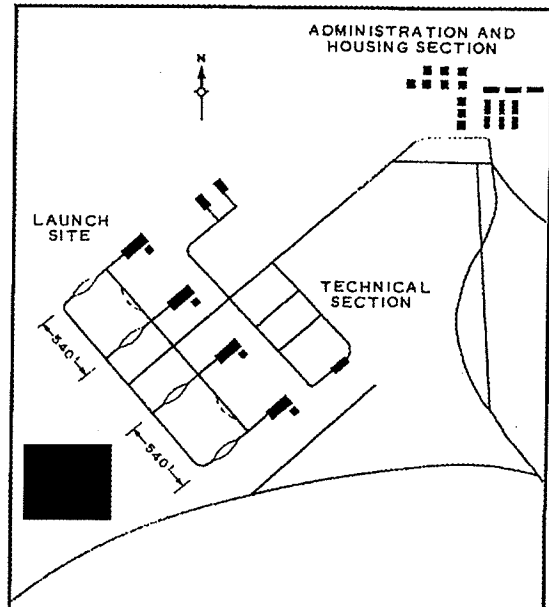 ADMINISTRATION AND
HOUSING SECTION
N
LAUNCH
SITE
TECHNICAL
SECTION
540'
540'